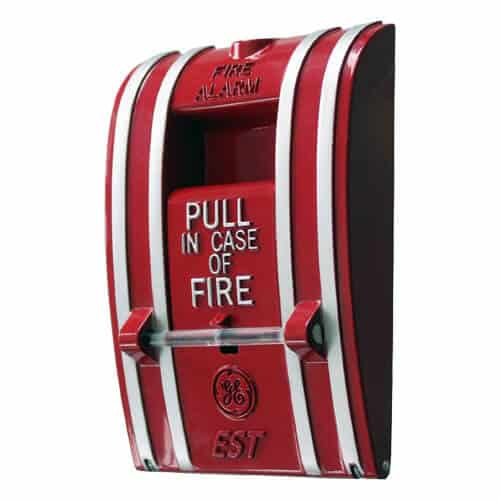 FIRE
ALARM
PULL
IN CASE
OF
FIRE
GE
EST